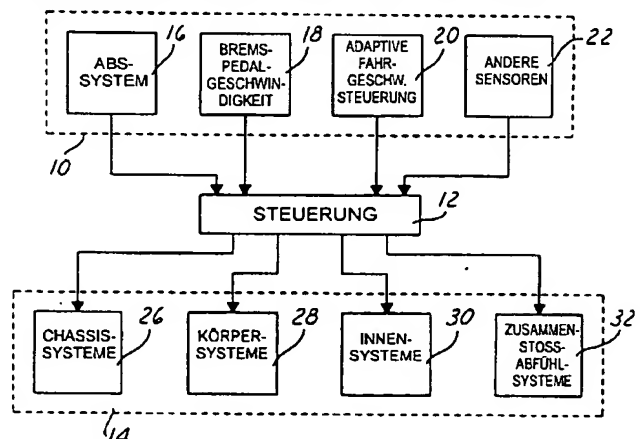 ABS-
SYSTEM
16
BREMS-
PEDAL-
GESCHWIN-
DIGKEIT
18
ADAPTIVE
FAHR-
GESCHW.
STEUERUNG
20
ANDERE
SENSOREN
22
10
STEUERUNG
12
CHASSIS-
SYSTEME
26
KÖRPER-
SYSTEME
28
INNEN-
SYSTEME
30
ZUSAMMEN-
STOSS-
ABFÜHL-
SYSTEME
32
14